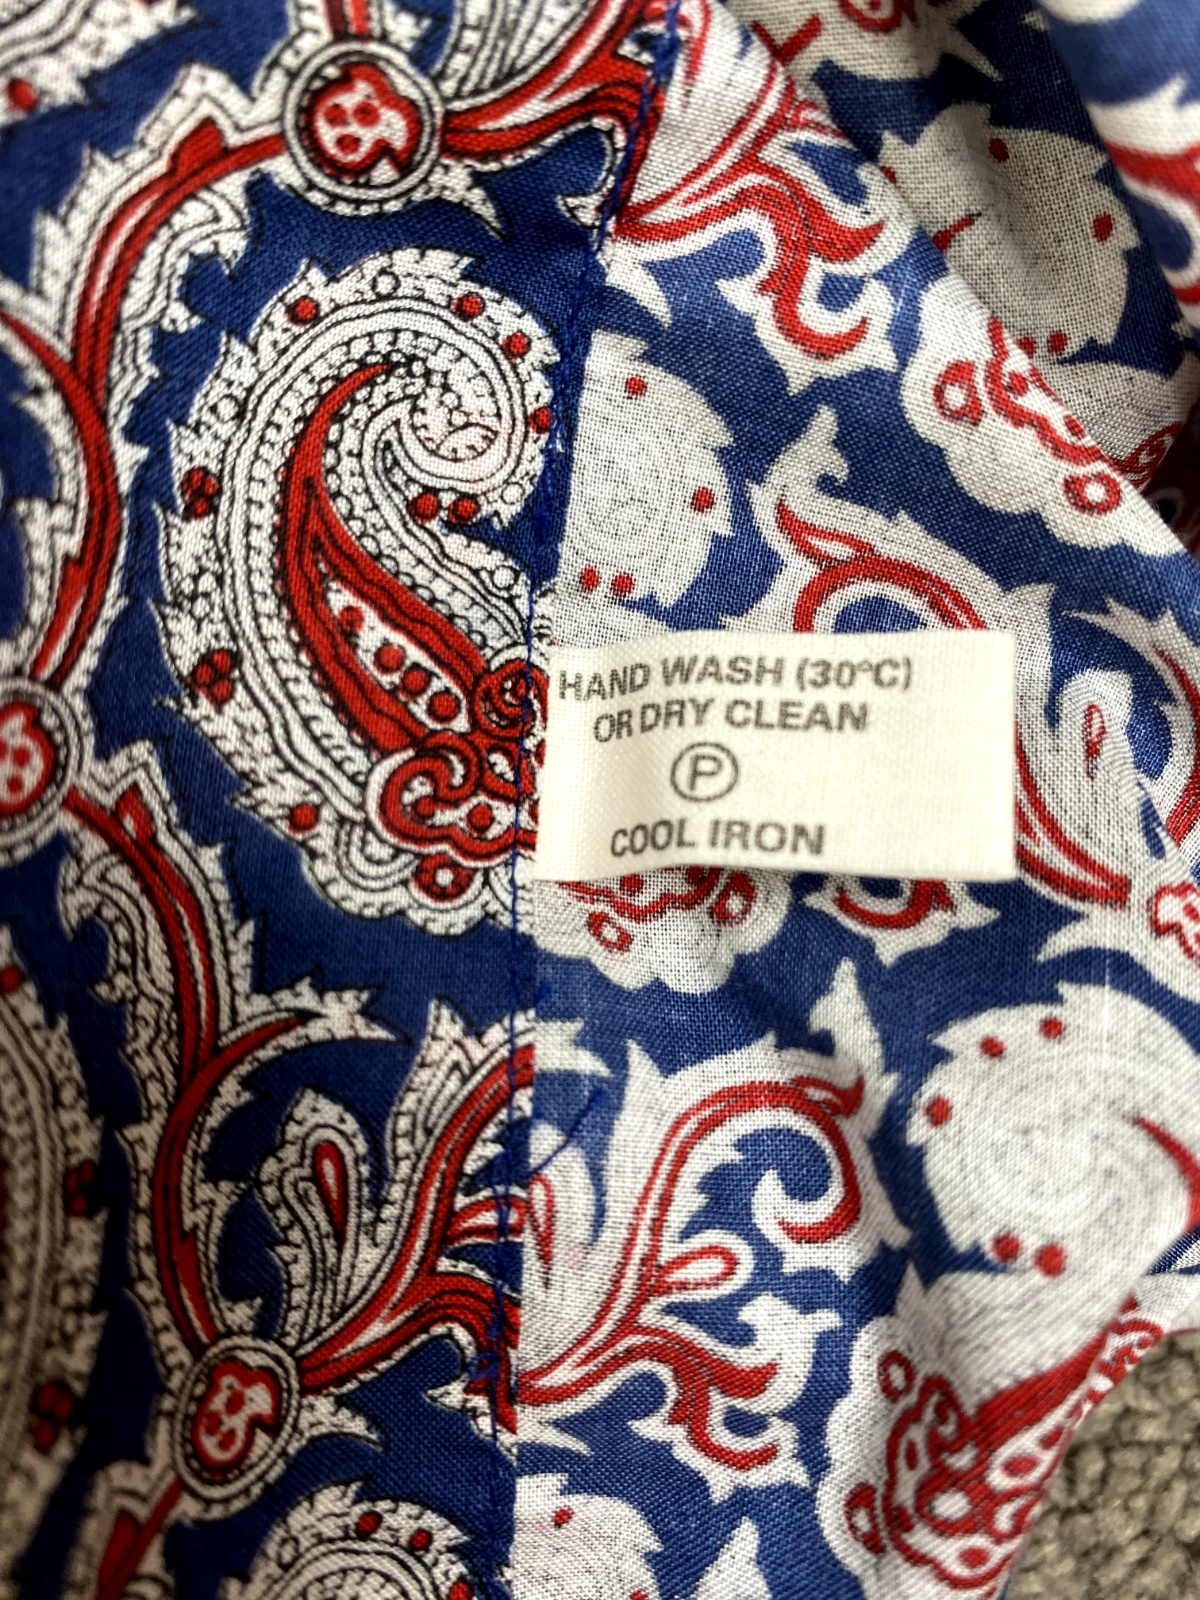 HAND WASH (30°C)
OR DRY CLEAN
P
COOL IRON